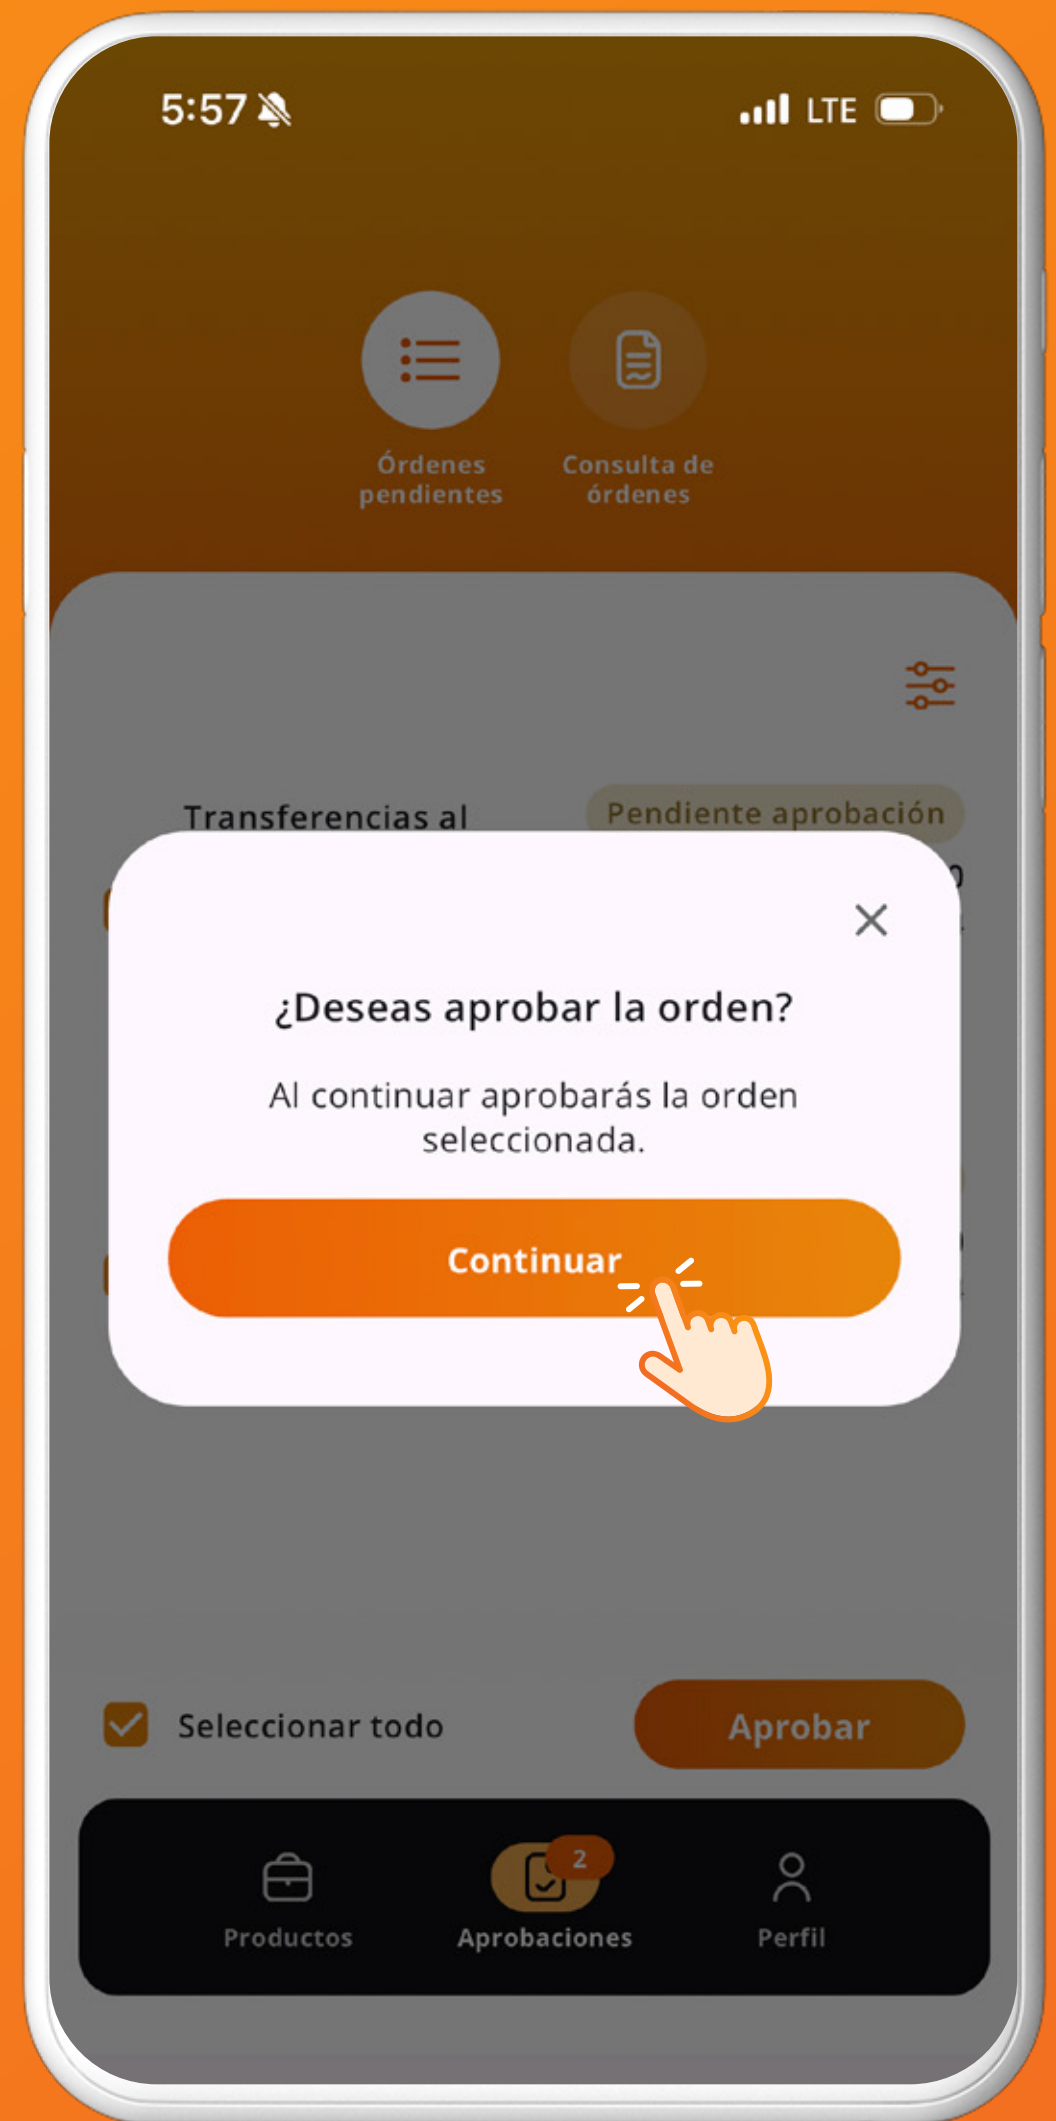 5:57
LTE
Órdenes
pendientes
Consulta de
órdenes
Transferencias al
Pendiente aprobación
¿Deseas aprobar la orden?
Al continuar aprobarás la orden
seleccionada.
Continuar
Seleccionar todo
Aprobar
2
Productos
Aprobaciones
Perfil